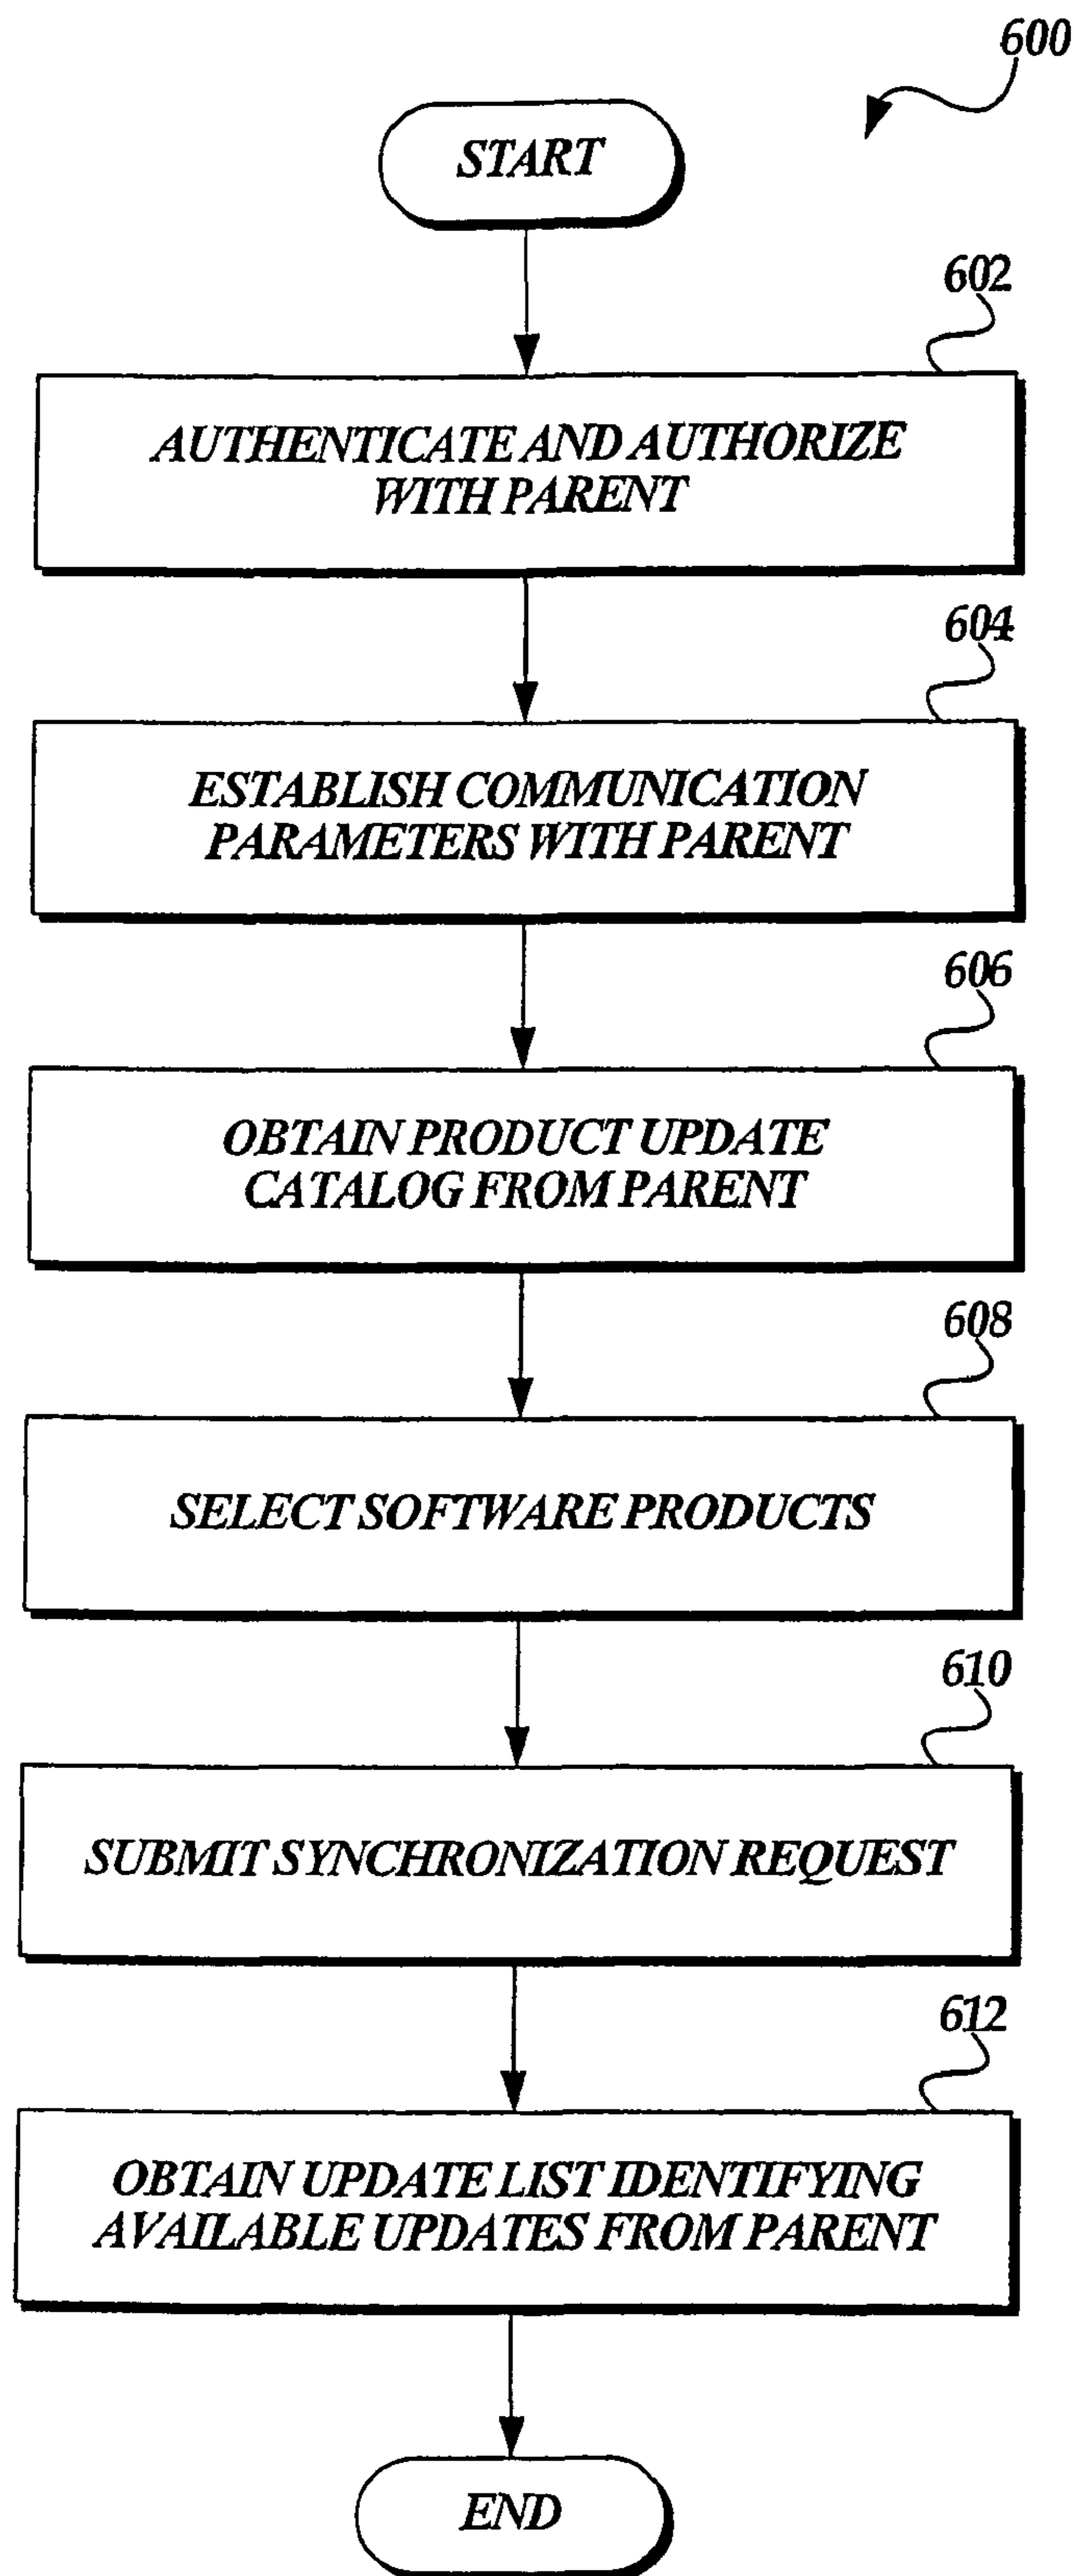 600
START
602
AUTHENTICATE AND AUTHORIZE
WITH PARENT
604
ESTABLISH COMMUNICATION
PARAMETERS WITH PARENT
606
OBTAIN PRODUCT UPDATE
CATALOG FROM PARENT
608
SELECT SOFTWARE PRODUCTS
610
SUBMIT SYNCHRONIZATION REQUEST
612
OBTAIN UPDATE LIST IDENTIFYING
AVAILABLE UPDATES FROM PARENT
END